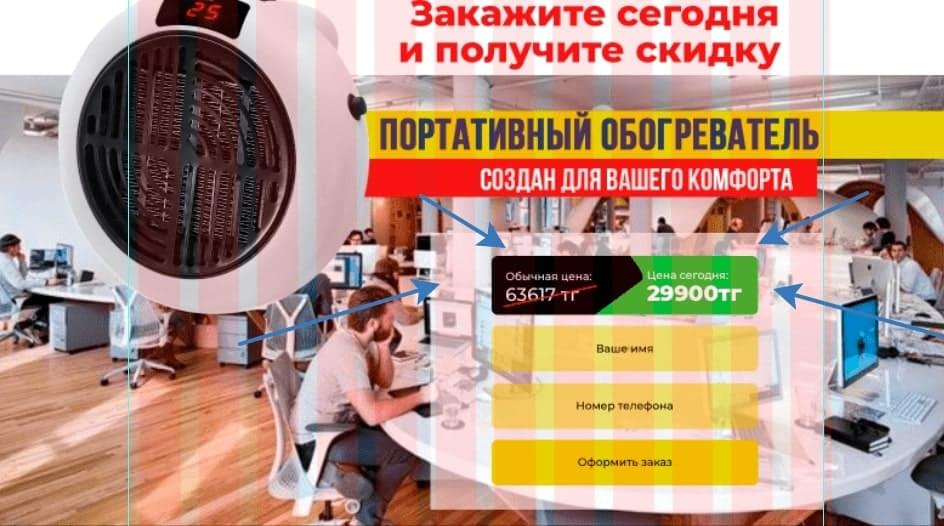 25
Закажите сегодня
и получите скидку
ПОРТАТИВНЫЙ ОБОГРЕВАТЕЛЬ
СОЗДАН ДЛЯ ВАШЕГО КОМФОРТА
Обычная цена:
63617 тг
Цена сегодня:
29900тг
Ваше имя
Номер телефона
Оформить заказ